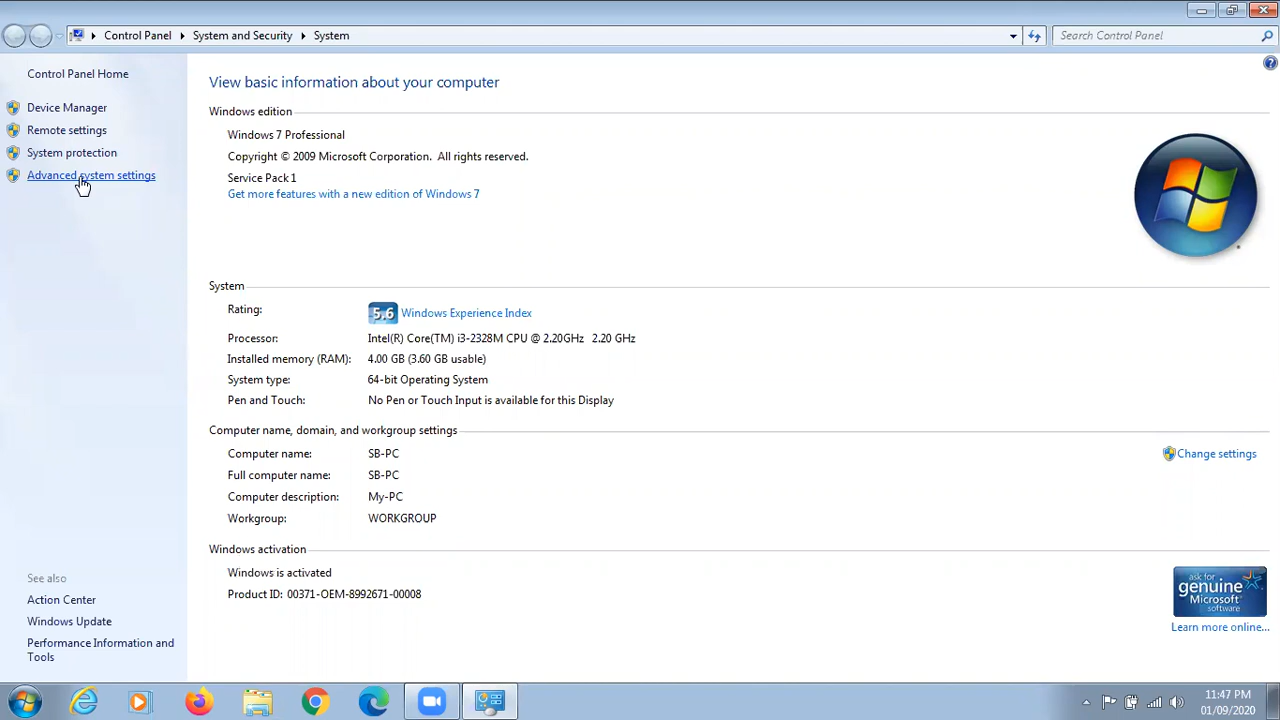 Control Panel System and Security System
Search Control Panel
Control Panel Home
Device Manager
Remote settings
System protection
Advanced system settings
View basic information about your computer
Windows edition
Windows 7 Professional
Copyright © 2009 Microsoft Corporation. All rights reserved.
Service Pack 1
Get more features with a new edition of Windows 7
System
Rating: 5.6 Windows Experience Index
Processor: Intel(R) Core(TM) i3-2328M CPU @ 2.20GHz 2.20 GHz
Installed memory (RAM): 4.00 GB (3.60 GB usable)
System type: 64-bit Operating System
Pen and Touch: No Pen or Touch Input is available for this Display
Computer name, domain, and workgroup settings
Computer name: SB-PC
Change settings
Full computer name: SB-PC
Computer description: My-PC
Workgroup: WORKGROUP
Windows activation
Windows is activated
Product ID: 00371-OEM-8992671-00008
ask for
genuine
Microsoft
software
Learn more online...
See also
Action Center
Windows Update
Performance Information and
Tools
11:47 PM
01/09/2020